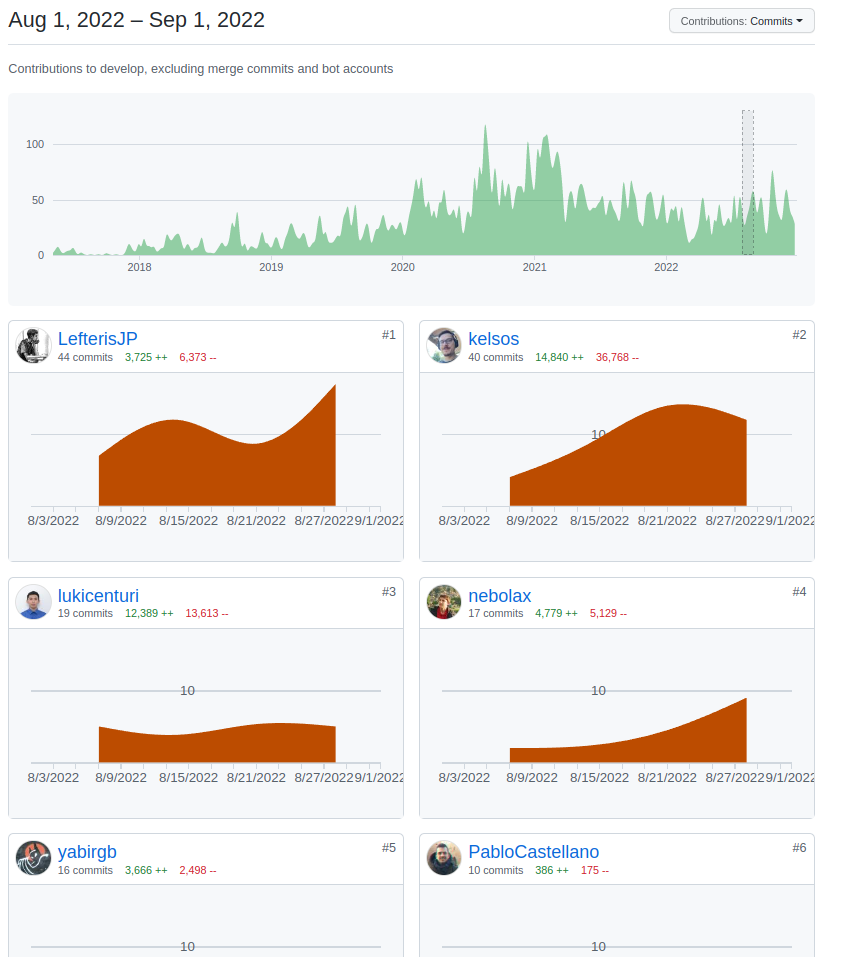 Aug 1, 2022 – Sep 1, 2022
Contributions: Commits
Contributions to develop, excluding merge commits and bot accounts
100
50
0
2018 2019 2020 2021 2022
LefterisJP #1
44 commits 3,725 ++ 6,373 --
8/3/2022 8/9/2022 8/15/2022 8/21/2022 8/27/2022 9/1/2022
kelsos #2
40 commits 14,840 ++ 36,768 --
10
8/3/2022 8/9/2022 8/15/2022 8/21/2022 8/27/2022 9/1/2022
lukicenturi #3
19 commits 12,389 ++ 13,613 --
10
8/3/2022 8/9/2022 8/15/2022 8/21/2022 8/27/2022 9/1/2022
nebolax #4
17 commits 4,779 ++ 5,129 --
10
8/3/2022 8/9/2022 8/15/2022 8/21/2022 8/27/2022 9/1/2022
yabirgb #5
16 commits 3,666 ++ 2,498 --
10
PabloCastellano #6
10 commits 386 ++ 175 --
10